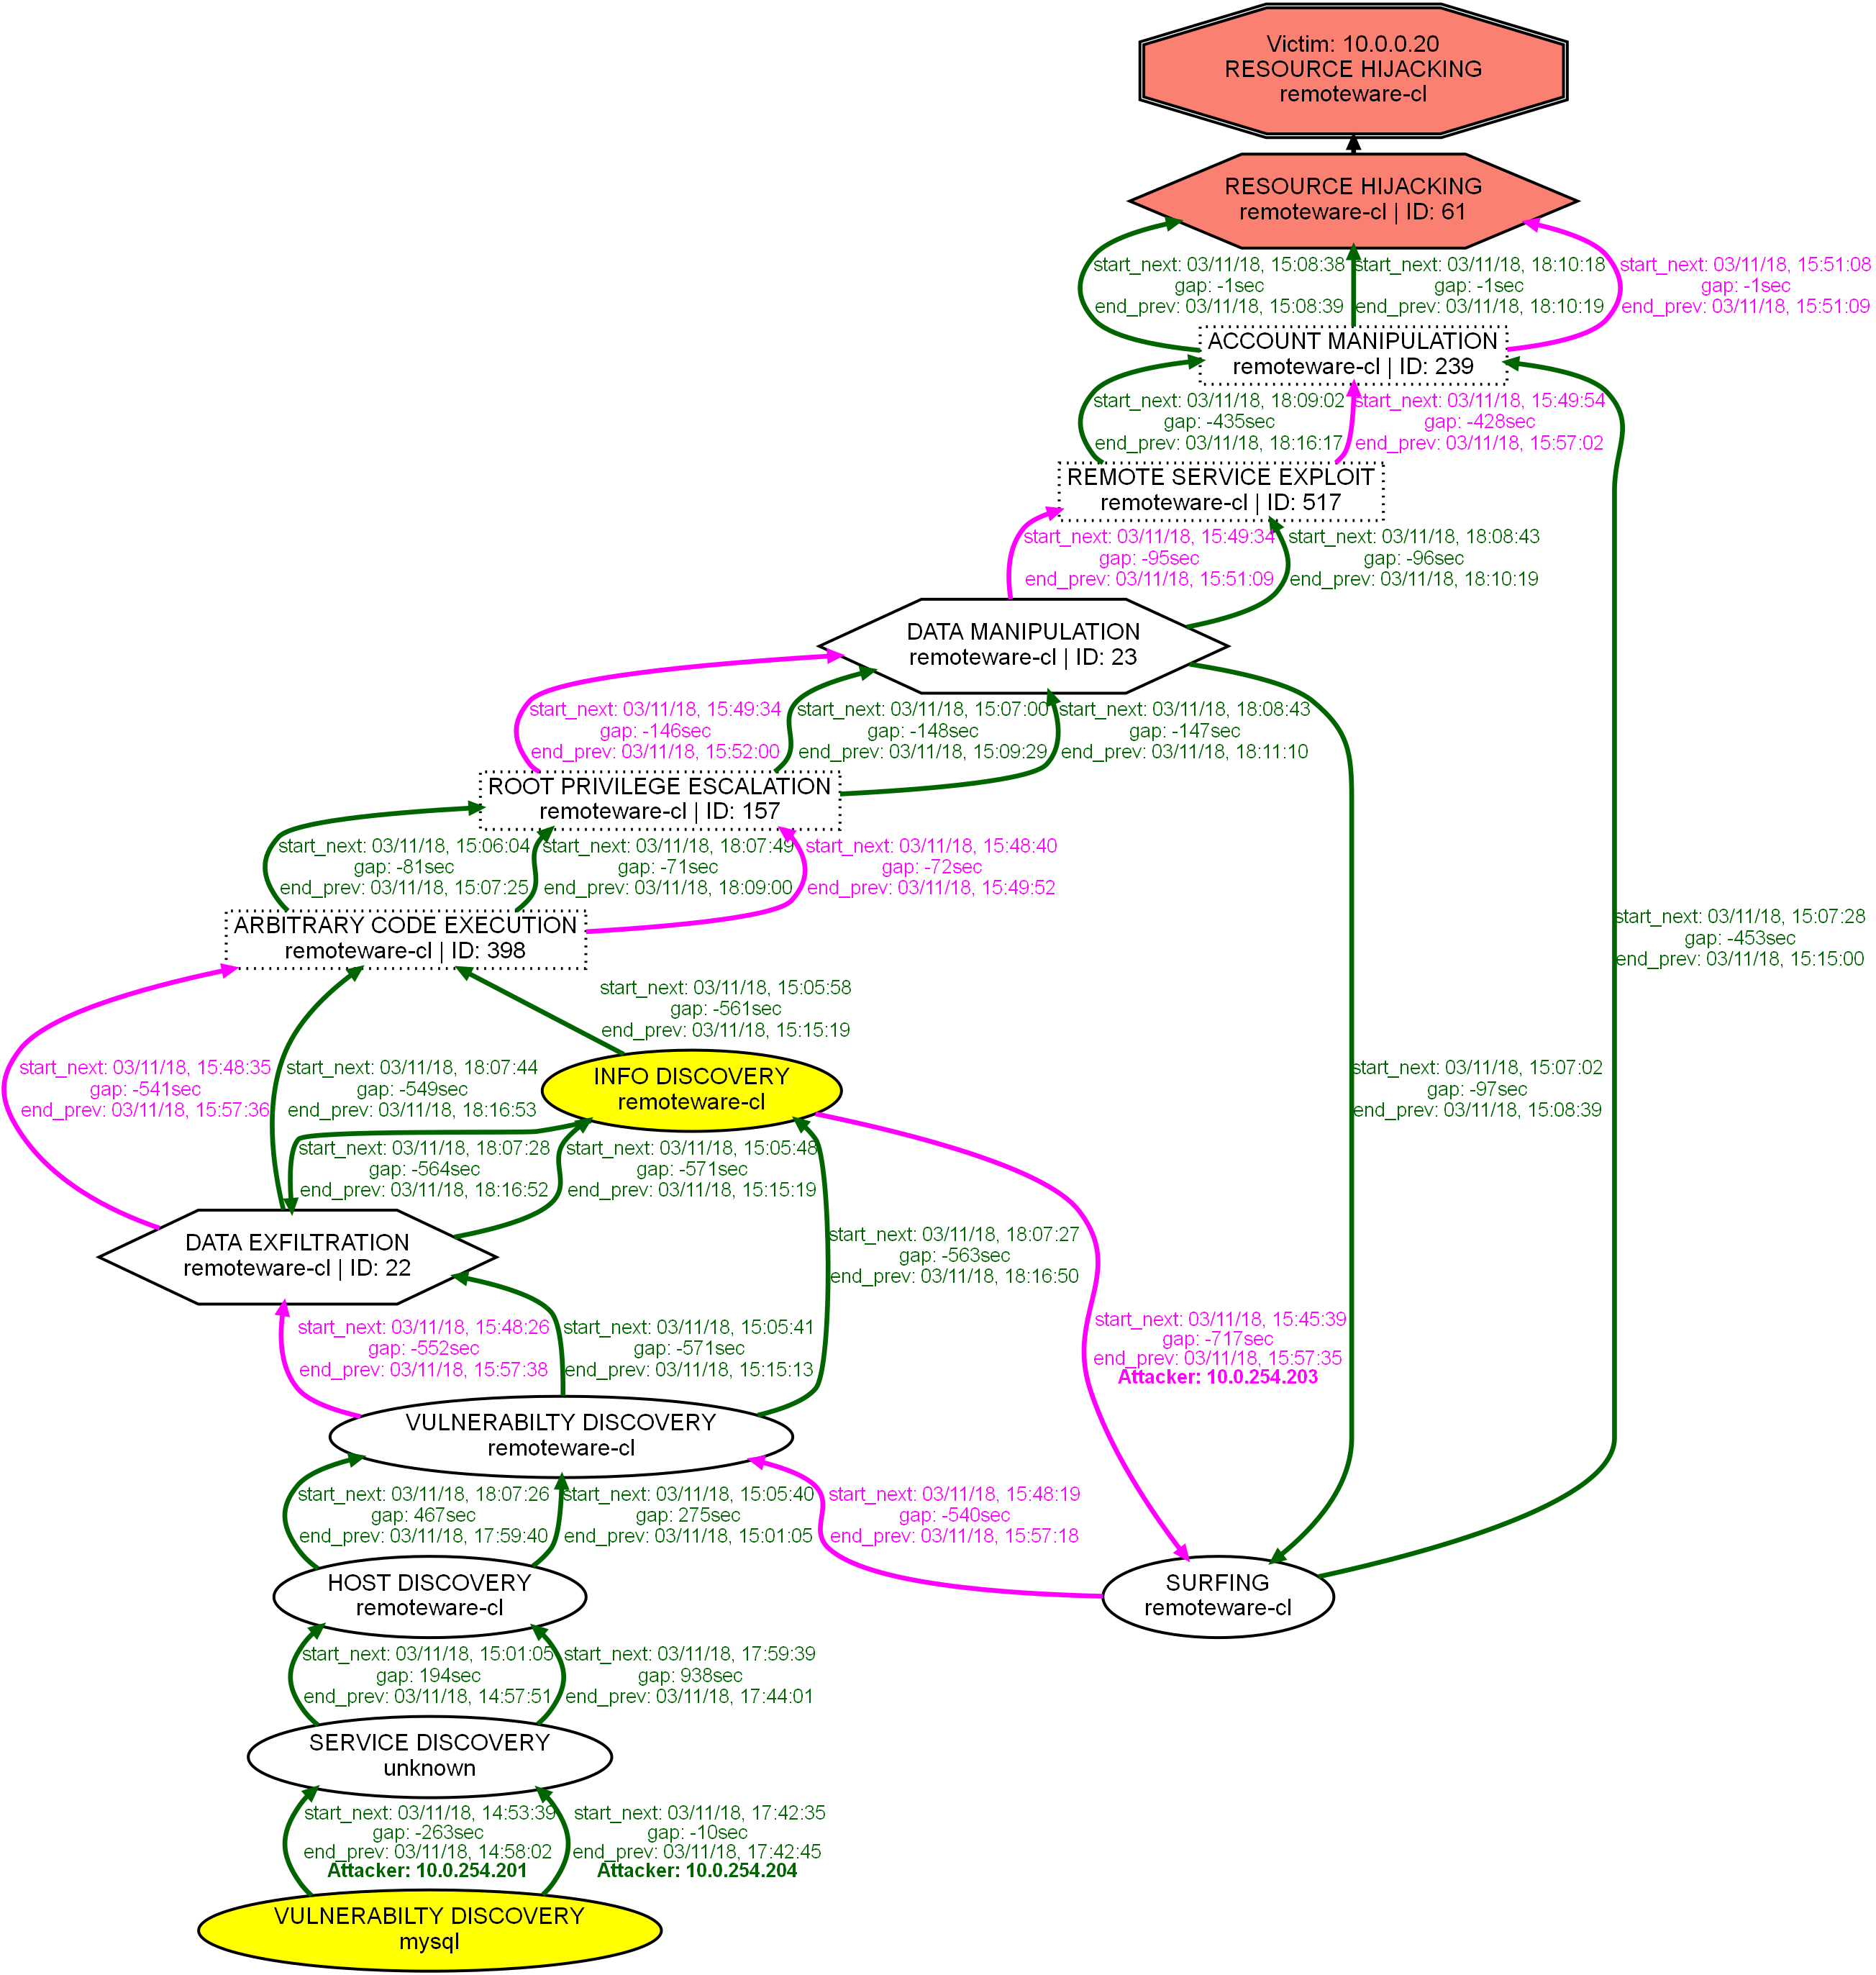 Victim: 10.0.0.20
RESOURCE HIJACKING
remoteware-cl
RESOURCE HIJACKING
remoteware-cl | ID: 61
start_next: 03/11/18, 15:08:38
gap: -1sec
end_prev: 03/11/18, 15:08:39
start_next: 03/11/18, 18:10:18
gap: -1sec
end_prev: 03/11/18, 18:10:19
start_next: 03/11/18, 15:51:08
gap: -1sec
end_prev: 03/11/18, 15:51:09
ACCOUNT MANIPULATION
remoteware-cl | ID: 239
start_next: 03/11/18, 18:09:02
gap: -435sec
end_prev: 03/11/18, 18:16:17
start_next: 03/11/18, 15:49:54
gap: -428sec
end_prev: 03/11/18, 15:57:02
REMOTE SERVICE EXPLOIT
remoteware-cl | ID: 517
start_next: 03/11/18, 15:49:34
gap: -95sec
end_prev: 03/11/18, 15:51:09
start_next: 03/11/18, 18:08:43
gap: -96sec
end_prev: 03/11/18, 18:10:19
DATA MANIPULATION
remoteware-cl | ID: 23
start_next: 03/11/18, 15:49:34
gap: -146sec
end_prev: 03/11/18, 15:52:00
start_next: 03/11/18, 15:07:00
gap: -148sec
end_prev: 03/11/18, 15:09:29
start_next: 03/11/18, 18:08:43
gap: -147sec
end_prev: 03/11/18, 18:11:10
ROOT PRIVILEGE ESCALATION
remoteware-cl | ID: 157
start_next: 03/11/18, 15:06:04
gap: -81sec
end_prev: 03/11/18, 15:07:25
start_next: 03/11/18, 18:07:49
gap: -71sec
end_prev: 03/11/18, 18:09:00
start_next: 03/11/18, 15:48:40
gap: -72sec
end_prev: 03/11/18, 15:49:52
ARBITRARY CODE EXECUTION
remoteware-cl | ID: 398
start_next: 03/11/18, 15:07:28
gap: -453sec
end_prev: 03/11/18, 15:15:00
start_next: 03/11/18, 15:05:58
gap: -561sec
end_prev: 03/11/18, 15:15:19
start_next: 03/11/18, 15:48:35
gap: -541sec
end_prev: 03/11/18, 15:57:36
start_next: 03/11/18, 18:07:44
gap: -549sec
end_prev: 03/11/18, 18:16:53
INFO DISCOVERY
remoteware-cl
start_next: 03/11/18, 15:07:02
gap: -97sec
end_prev: 03/11/18, 15:08:39
start_next: 03/11/18, 18:07:28
gap: -564sec
end_prev: 03/11/18, 18:16:52
start_next: 03/11/18, 15:05:48
gap: -571sec
end_prev: 03/11/18, 15:15:19
DATA EXFILTRATION
remoteware-cl | ID: 22
start_next: 03/11/18, 18:07:27
gap: -563sec
end_prev: 03/11/18, 18:16:50
start_next: 03/11/18, 15:48:26
gap: -552sec
end_prev: 03/11/18, 15:57:38
start_next: 03/11/18, 15:05:41
gap: -571sec
end_prev: 03/11/18, 15:15:13
start_next: 03/11/18, 15:45:39
gap: -717sec
end_prev: 03/11/18, 15:57:35
Attacker: 10.0.254.203
VULNERABILTY DISCOVERY
remoteware-cl
start_next: 03/11/18, 18:07:26
gap: 467sec
end_prev: 03/11/18, 17:59:40
start_next: 03/11/18, 15:05:40
gap: 275sec
end_prev: 03/11/18, 15:01:05
start_next: 03/11/18, 15:48:19
gap: -540sec
end_prev: 03/11/18, 15:57:18
HOST DISCOVERY
remoteware-cl
SURFING
remoteware-cl
start_next: 03/11/18, 15:01:05
gap: 194sec
end_prev: 03/11/18, 14:57:51
start_next: 03/11/18, 17:59:39
gap: 938sec
end_prev: 03/11/18, 17:44:01
SERVICE DISCOVERY
unknown
start_next: 03/11/18, 14:53:39
gap: -263sec
end_prev: 03/11/18, 14:58:02
Attacker: 10.0.254.201
start_next: 03/11/18, 17:42:35
gap: -10sec
end_prev: 03/11/18, 17:42:45
Attacker: 10.0.254.204
VULNERABILTY DISCOVERY
mysql